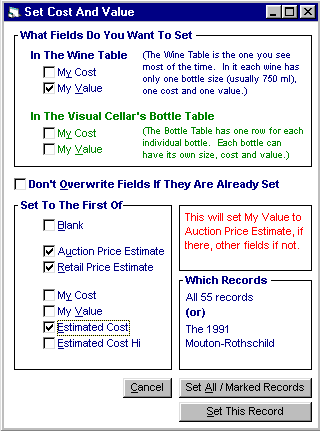 Set Cost And Value
What Fields Do You Want To Set
In The Wine Table
My Cost
My Value
(The Wine Table is the one you see
most of the time. In it each wine has
only one bottle size (usually 750 ml),
one cost and one value.)
In The Visual Cellar's Bottle Table
My Cost
My Value
(The Bottle Table has one row for each
individual bottle. Each bottle can
have its own size, cost and value.)
Don't Overwrite Fields If They Are Already Set
Set To The First Of
Blank
Auction Price Estimate
Retail Price Estimate
My Cost
My Value
Estimated Cost
Estimated Cost Hi
This will set My Value to
Auction Price Estimate, if
there, other fields if not.
Which Records
All 55 records
(or)
The 1991
Mouton-Rothschild
Cancel
Set All / Marked Records
Set This Record